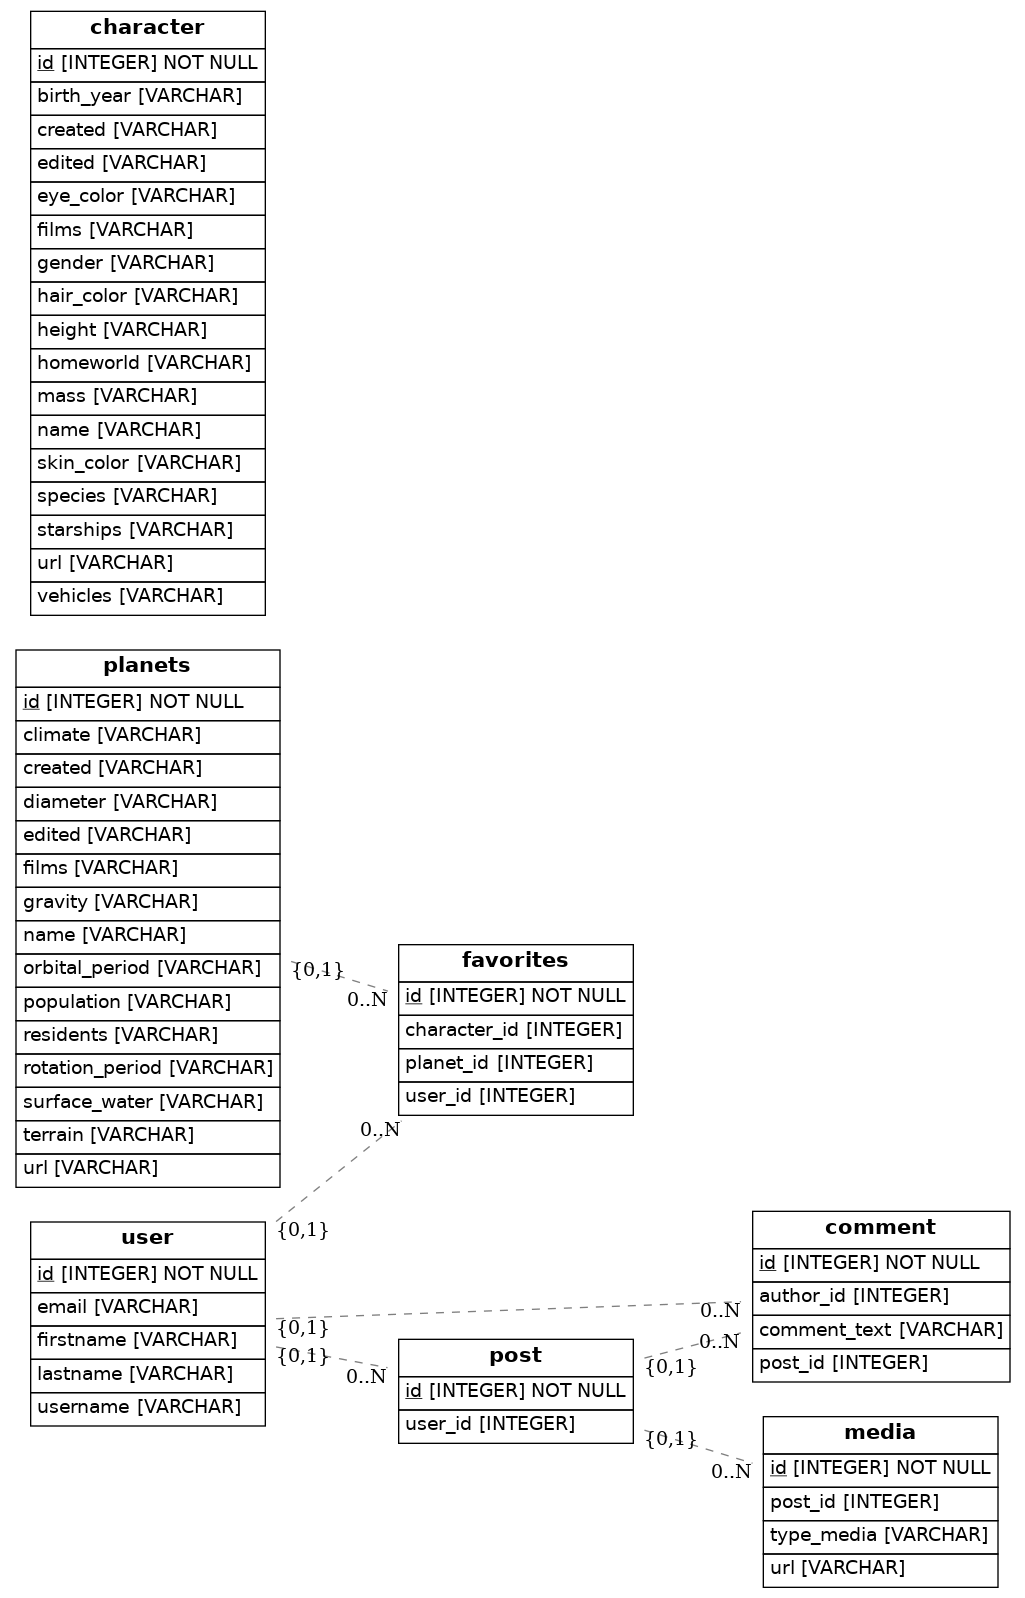 character
id [INTEGER] NOT NULL
birth_year [VARCHAR]
created [VARCHAR]
edited [VARCHAR]
eye_color [VARCHAR]
films [VARCHAR]
gender [VARCHAR]
hair_color [VARCHAR]
height [VARCHAR]
homeworld [VARCHAR]
mass [VARCHAR]
name [VARCHAR]
skin_color [VARCHAR]
species [VARCHAR]
starships [VARCHAR]
url [VARCHAR]
vehicles [VARCHAR]
planets
id [INTEGER] NOT NULL
climate [VARCHAR]
created [VARCHAR]
diameter [VARCHAR]
edited [VARCHAR]
films [VARCHAR]
gravity [VARCHAR]
name [VARCHAR]
orbital_period [VARCHAR]
population [VARCHAR]
residents [VARCHAR]
rotation_period [VARCHAR]
surface_water [VARCHAR]
terrain [VARCHAR]
url [VARCHAR]
{0,1}
0..N
favorites
id [INTEGER] NOT NULL
character_id [INTEGER]
planet_id [INTEGER]
user_id [INTEGER]
0..N
{0,1}
user
id [INTEGER] NOT NULL
email [VARCHAR]
firstname [VARCHAR]
lastname [VARCHAR]
username [VARCHAR]
{0,1}
0..N
{0,1}
0..N
post
id [INTEGER] NOT NULL
user_id [INTEGER]
0..N
{0,1}
comment
id [INTEGER] NOT NULL
author_id [INTEGER]
comment_text [VARCHAR]
post_id [INTEGER]
{0,1}
0..N
media
id [INTEGER] NOT NULL
post_id [INTEGER]
type_media [VARCHAR]
url [VARCHAR]